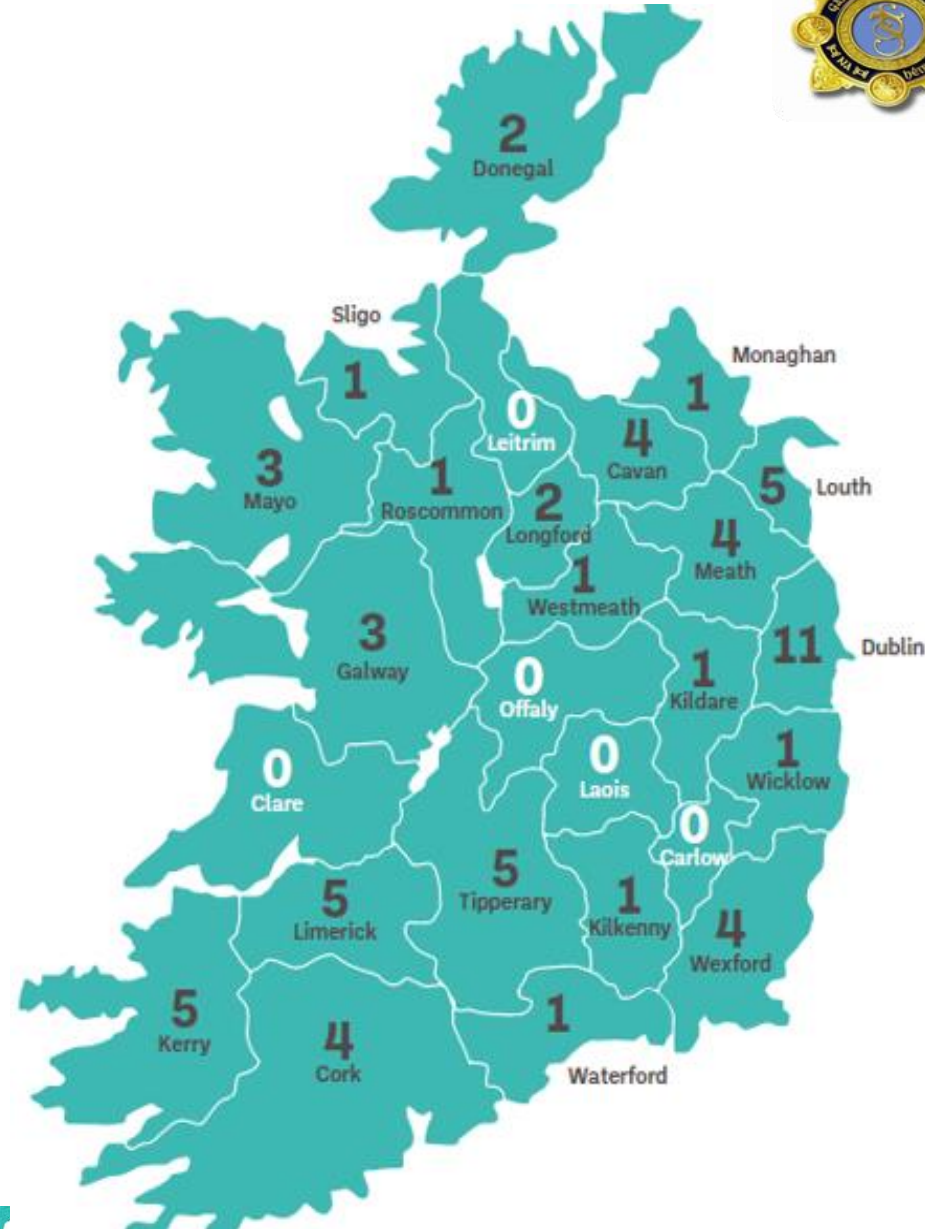 2
Donegal
Sligo
1
Monaghan
1
0
Leitrim
4
Cavan
3
Mayo
1
Roscommon
2
Longford
5
Louth
4
Meath
1
Westmeath
3
Galway
11
Dublin
0
Offaly
1
Kildare
0
Clare
0
Laois
1
Wicklow
0
Carlow
5
Limerick
5
Tipperary
1
Kilkenny
4
Wexford
5
Kerry
4
Cork
1
Waterford